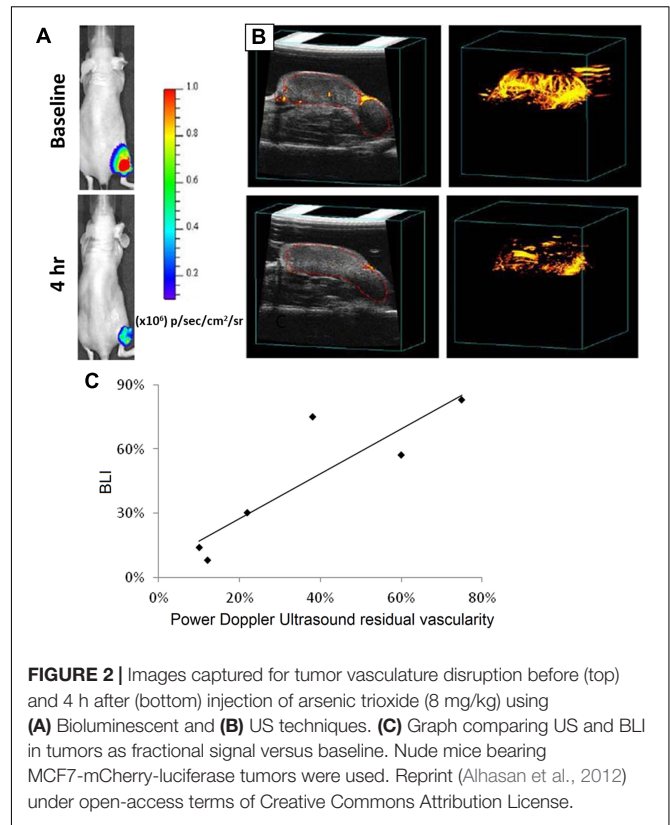 A
B
Baseline
4 hr
1.0
0.8
0.6
0.4
0.2
(x10⁶) p/sec/cm²/sr
C
C
90%
60%
30%
0%
BLI
0%
20%
40%
60%
80%
Power Doppler Ultrasound residual vascularity
FIGURE 2 | Images captured for tumor vasculature disruption before (top)
and 4 h after (bottom) injection of arsenic trioxide (8 mg/kg) using
(A) Bioluminescent and (B) US techniques. (C) Graph comparing US and BLI
in tumors as fractional signal versus baseline. Nude mice bearing
MCF7-mCherry-luciferase tumors were used. Reprint (Alhasan et al., 2012)
under open-access terms of Creative Commons Attribution License.